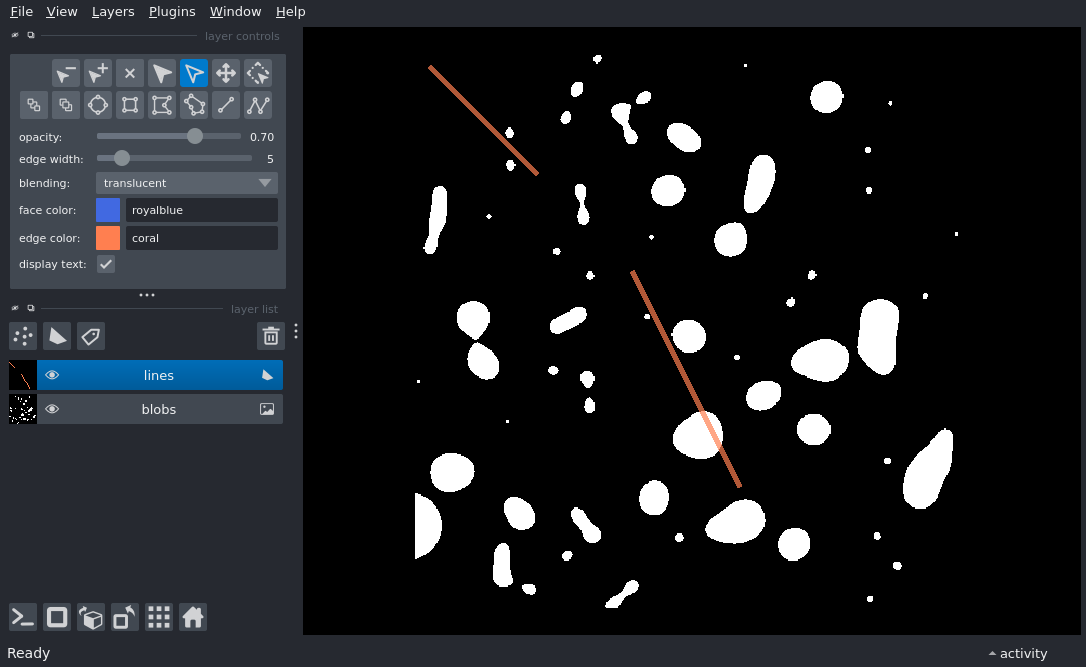 File View Layers Plugins Window Help
layer controls
opacity: 0.70
edge width: 5
blending: translucent
face color: royalblue
edge color: coral
display text:
layer list
lines
blobs
Ready
activity